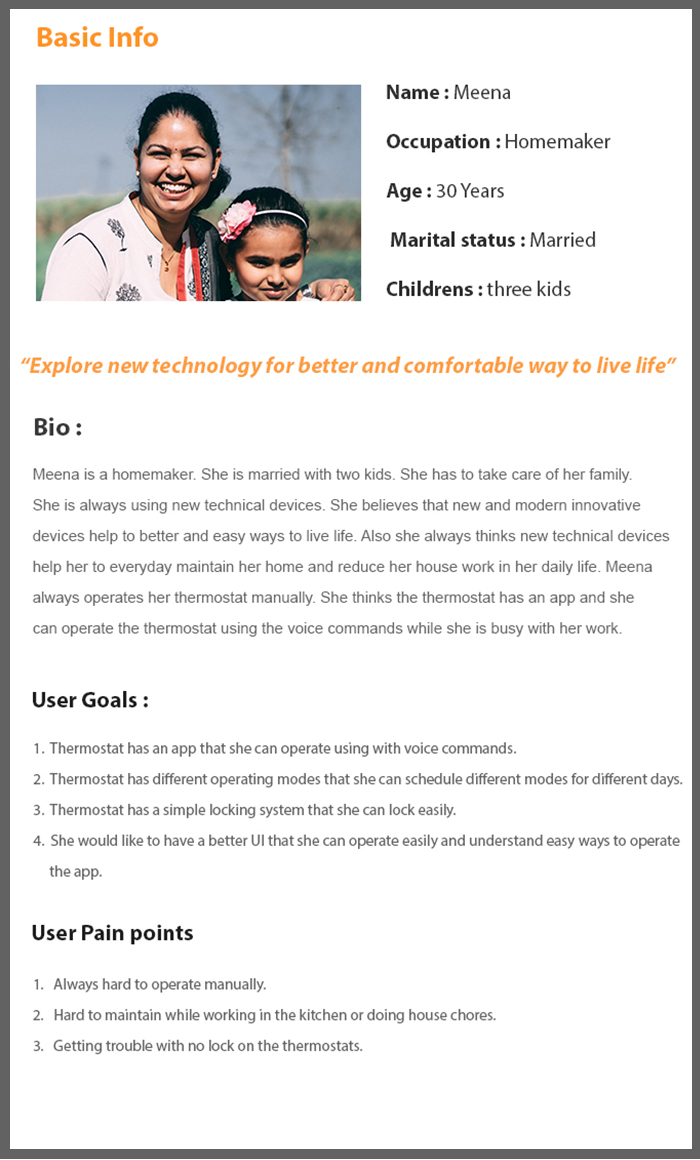 Basic Info
Name : Meena
Occupation : Homemaker
Age : 30 Years
Marital status : Married
Childrens : three kids
“Explore new technology for better and comfortable way to live life”
Bio :
Meena is a homemaker. She is married with two kids. She has to take care of her family.
She is always using new technical devices. She believes that new and modern innovative
devices help to better and easy ways to live life. Also she always thinks new technical devices
help her to everyday maintain her home and reduce her house work in her daily life. Meena
always operates her thermostat manually. She thinks the thermostat has an app and she
can operate the thermostat using the voice commands while she is busy with her work.
User Goals :
1. Thermostat has an app that she can operate using with voice commands.
2. Thermostat has different operating modes that she can schedule different modes for different days.
3. Thermostat has a simple locking system that she can lock easily.
4. She would like to have a better UI that she can operate easily and understand easy ways to operate
the app.
User Pain points
1. Always hard to operate manually.
2. Hard to maintain while working in the kitchen or doing house chores.
3. Getting trouble with no lock on the thermostats.